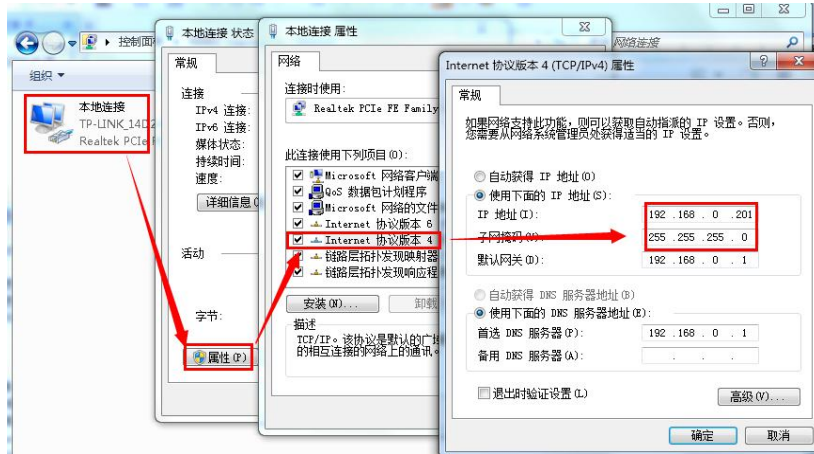 网络连接
控制面
组织
本地连接
TP-LINK_14D2
Realtek PCIe
本地连接 状态
常规
连接
IPv4 连接:
IPv6 连接:
媒体状态:
持续时间:
速度:
详细信息
活动
字节:
属性(P)
本地连接 属性
网络
连接时使用:
Realtek PCIe FE Family
此连接使用下列项目(O):
Microsoft 网络客户端
QoS 数据包计划程序
Microsoft 网络的文件
Internet 协议版本 6
Internet 协议版本 4
链路层拓扑发现映射器
链路层拓扑发现响应程
安装(N)...
卸载
描述
TCP/IP。该协议是默认的广域
的相互连接的网络上的通讯。
Internet 协议版本 4 (TCP/IPv4) 属性
常规
如果网络支持此功能，则可以获取自动指派的 IP 设置。否则，
您需要从网络系统管理员处获得适当的 IP 设置。
自动获得 IP 地址(O)
使用下面的 IP 地址(S):
IP 地址(I): 192 .168 . 0 .201
子网掩码(U): 255 .255 .255 . 0
默认网关(D): 192 .168 . 0 . 1
自动获得 DNS 服务器地址(B)
使用下面的 DNS 服务器地址(E):
首选 DNS 服务器(P): 192 .168 . 0 . 1
备用 DNS 服务器(A): . . .
退出时验证设置(L)
高级(V)...
确定
取消